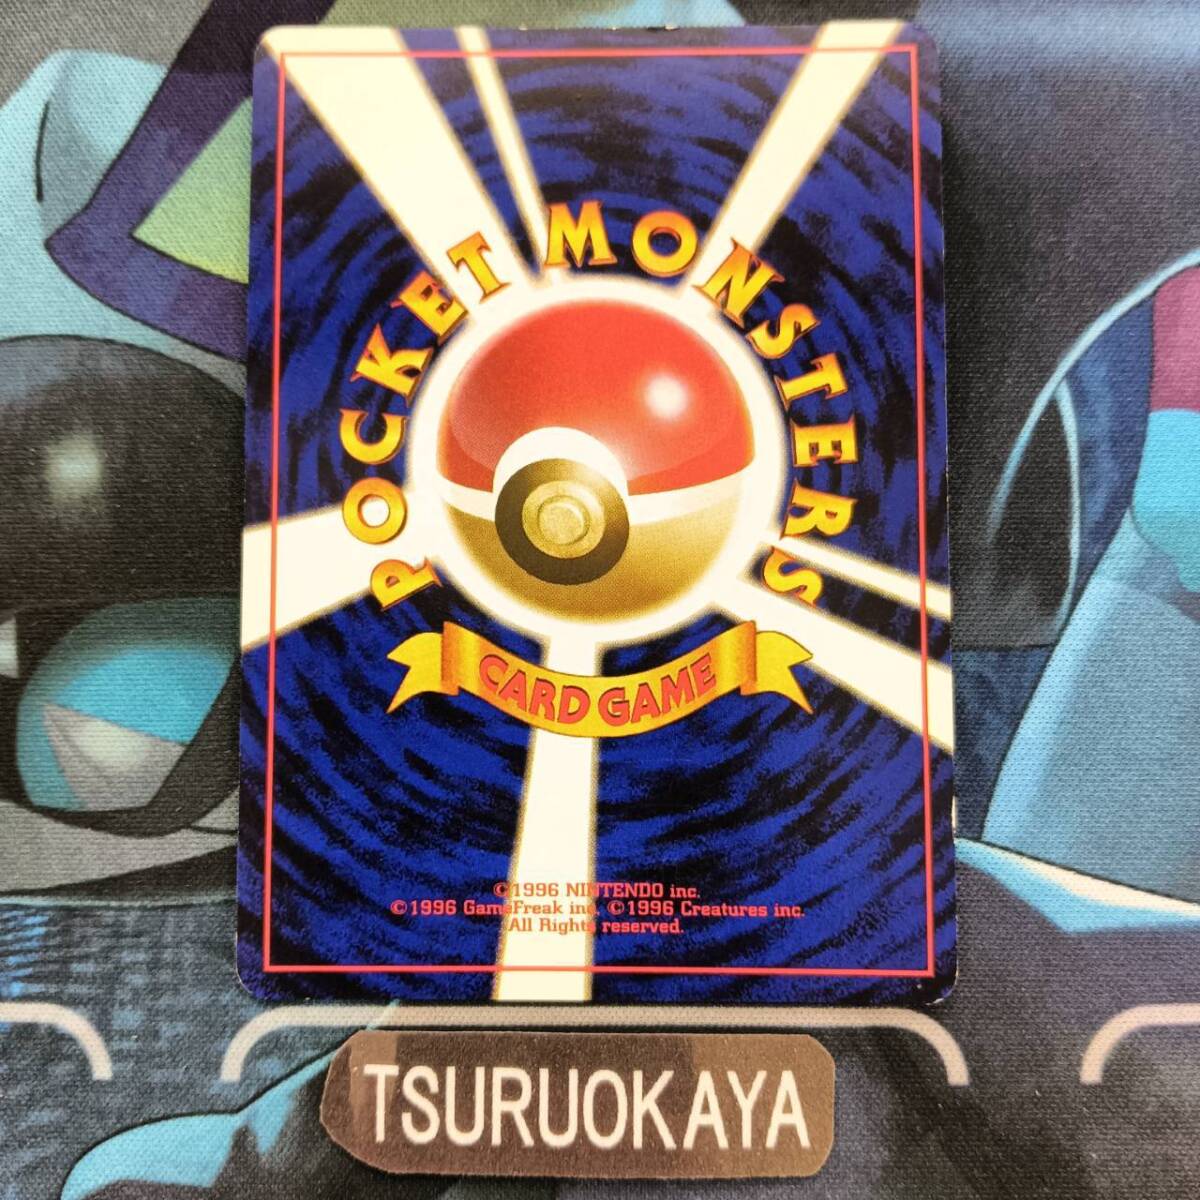 POCKET MONSTERS
CARD GAME
©1996 NINTENDO inc.
©1996 GameFreak inc. ©1996 Creatures inc.
All Rights reserved.
TSURUOKAYA